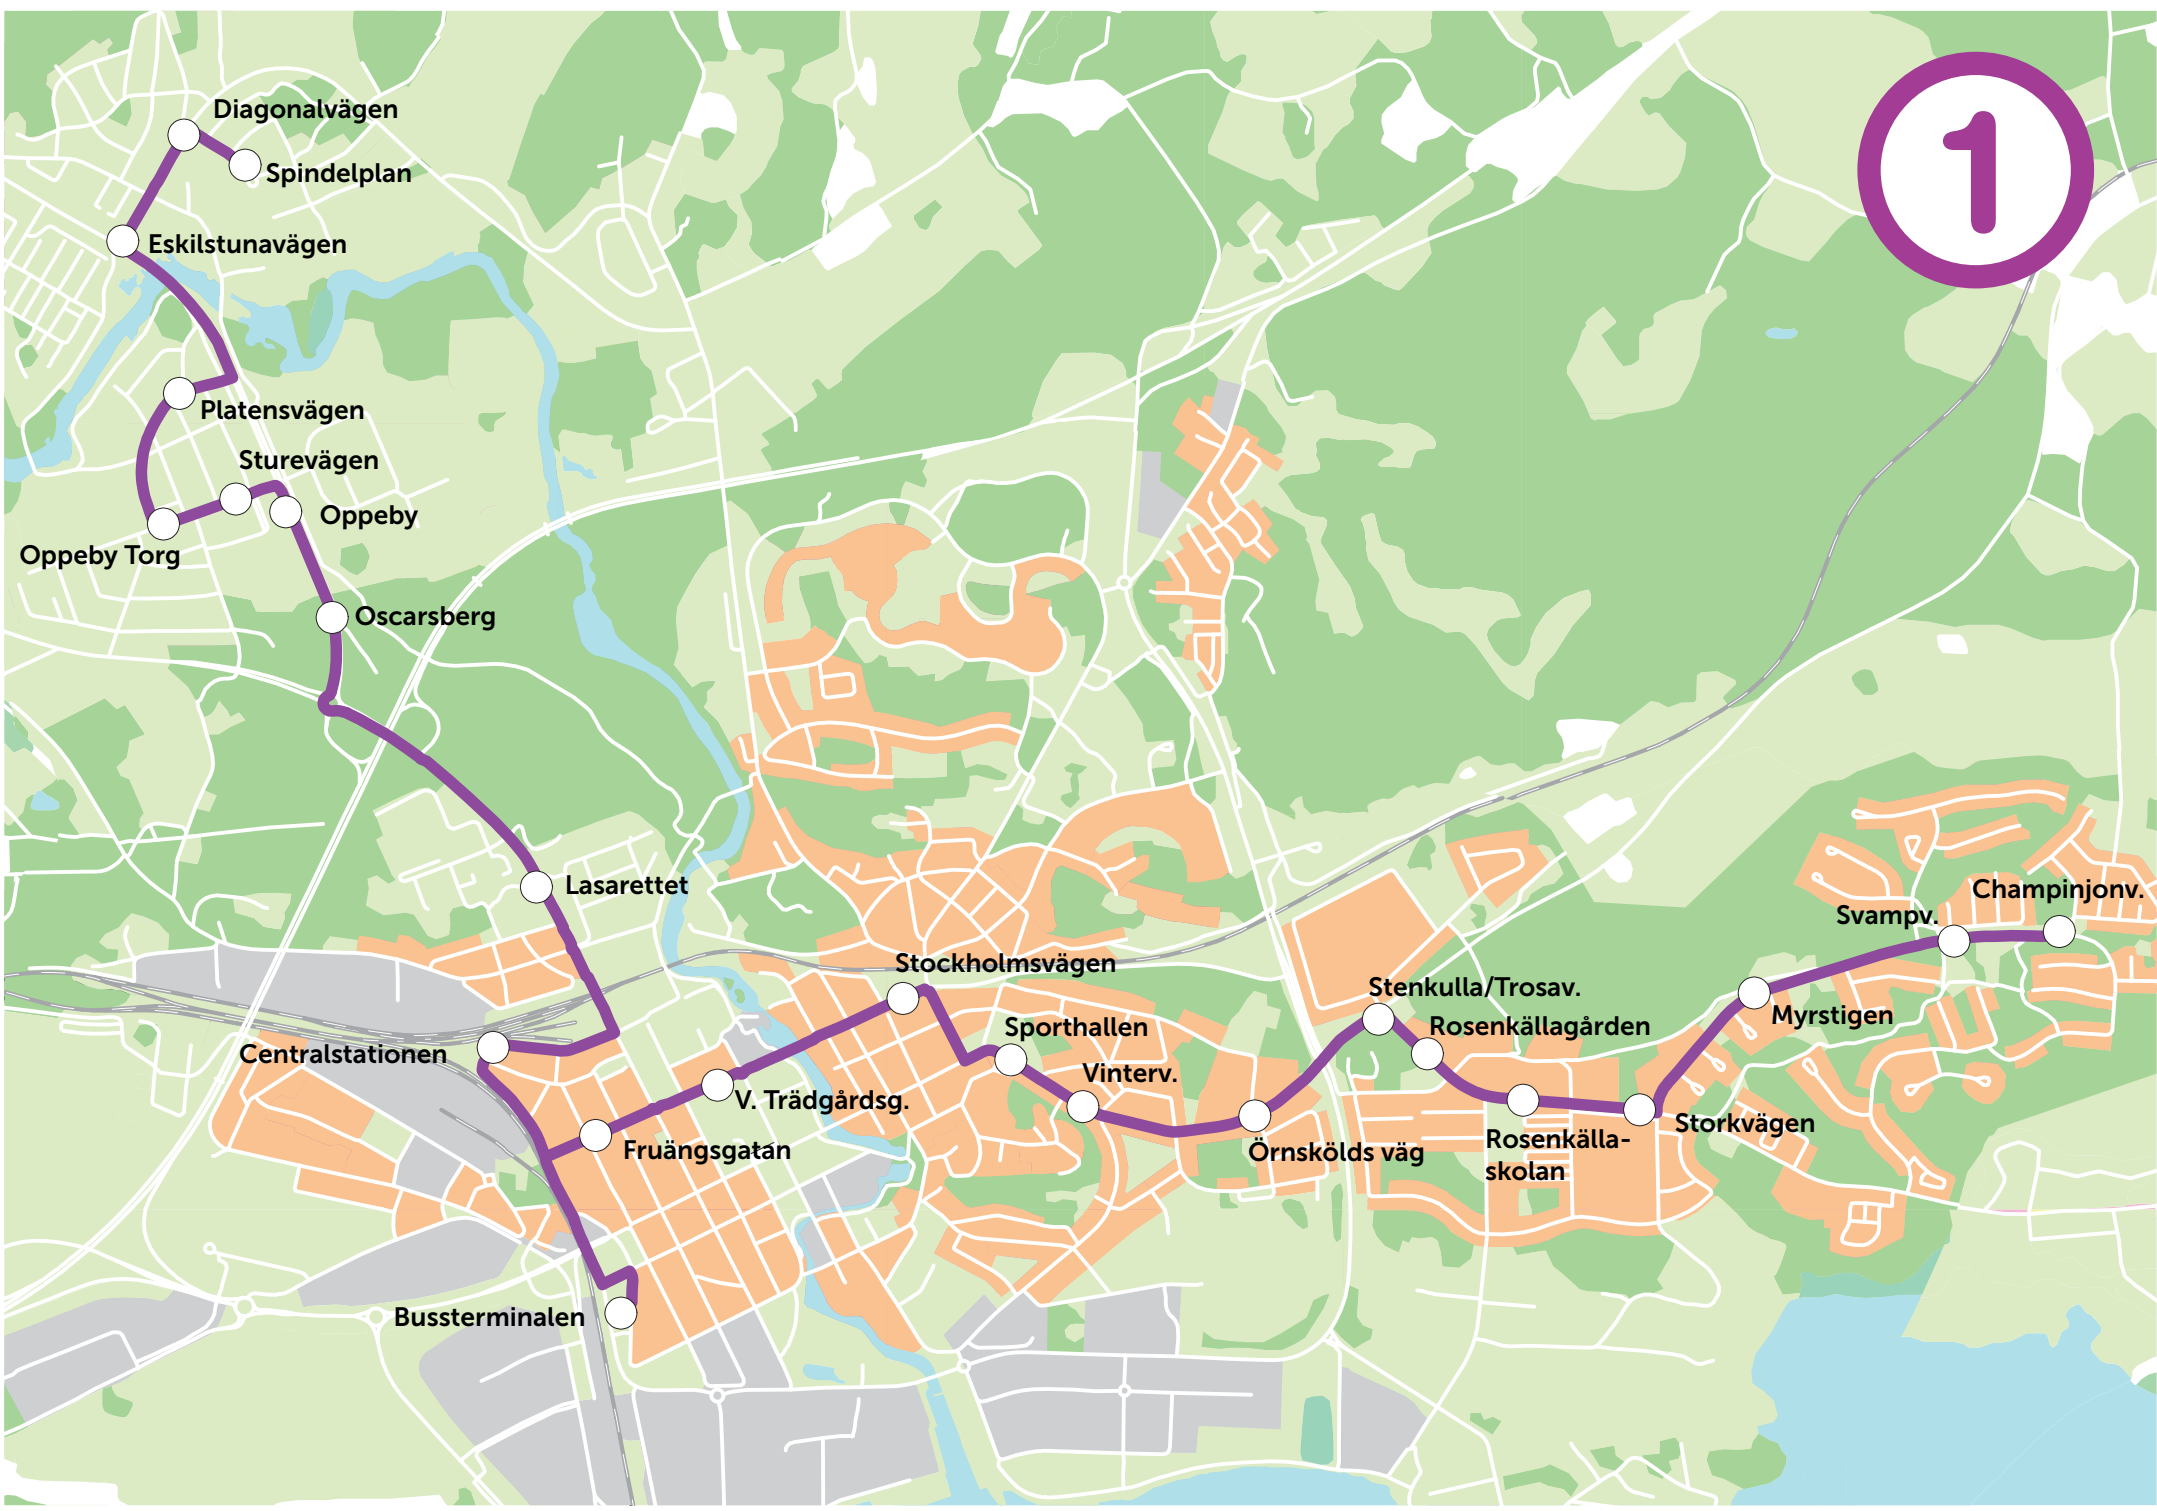 1
Diagonalvägen
Spindelplan
Eskilstunavägen
Platensvägen
Sturevägen
Oppeby
Oppeby Torg
Oscarsberg
Lasarettet
Centralstationen
Fruängsgatan
V. Trädgårdsg.
Bussterminalen
Stockholmsvägen
Sporthallen
Vinterv.
Örnskölds väg
Stenkulla/Trosav.
Rosenkällagården
Rosenkälla-
skolan
Storkvägen
Myrstigen
Svampv.
Champinjonv.